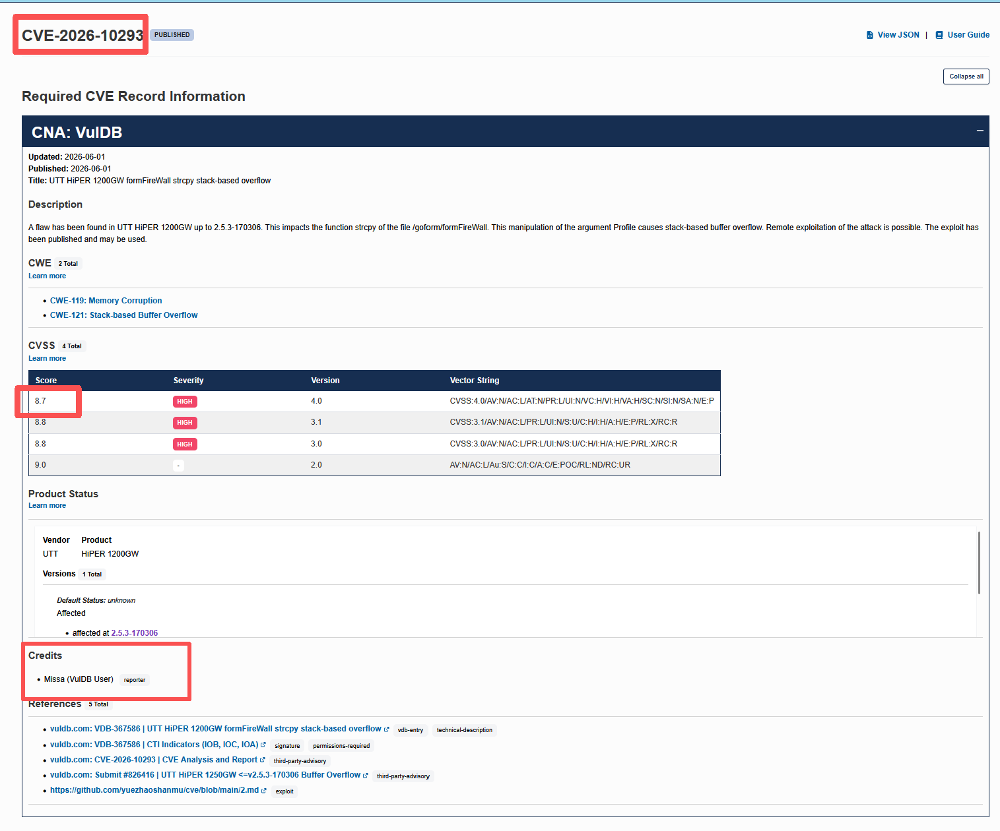 CVE-2026-10293 PUBLISHED View JSON | User Guide
Collapse all
Required CVE Record Information
CNA: VulDB
Updated: 2026-06-01
Published: 2026-06-01
Title: UTT HiPER 1200GW formFireWall strcpy stack-based overflow
Description
A flaw has been found in UTT HiPER 1200GW up to 2.5.3-170306. This impacts the function strcpy of the file /goform/formFireWall. This manipulation of the argument Profile causes stack-based buffer overflow. Remote exploitation of the attack is possible. The exploit has
been published and may be used.
CWE 2 Total
Learn more
• CWE-119: Memory Corruption
• CWE-121: Stack-based Buffer Overflow
CVSS 4 Total
Learn more
Score Severity Version Vector String
8.7 HIGH 4.0 CVSS:4.0/AV:N/AC:L/AT:N/PR:L/UI:N/VC:H/VI:H/VA:H/SC:N/SI:N/SA:N/E:P
8.8 HIGH 3.1 CVSS:3.1/AV:N/AC:L/PR:L/UI:N/S:U/C:H/I:H/A:H/E:P/RL:X/RC:R
8.8 HIGH 3.0 CVSS:3.0/AV:N/AC:L/PR:L/UI:N/S:U/C:H/I:H/A:H/E:P/RL:X/RC:R
9.0 - 2.0 AV:N/AC:L/Au:S/C:C/I:C/A:C/E:POC/RL:ND/RC:UR
Product Status
Learn more
Vendor Product
UTT HiPER 1200GW
Versions 1 Total
Default Status: unknown
Affected
• affected at 2.5.3-170306
Credits
• Missa (VulDB User) reporter
References 5 Total
• vuldb.com: VDB-367586 | UTT HiPER 1200GW formFireWall strcpy stack-based overflow vdb-entry technical-description
• vuldb.com: VDB-367586 | CTI Indicators (IOB, IOC, IOA) signature permissions-required
• vuldb.com: CVE-2026-10293 | CVE Analysis and Report third-party-advisory
• vuldb.com: Submit #826416 | UTT HiPER 1250GW <=v2.5.3-170306 Buffer Overflow third-party-advisory
• https://github.com/yuezhaoshanmu/cve/blob/main/2.md exploit